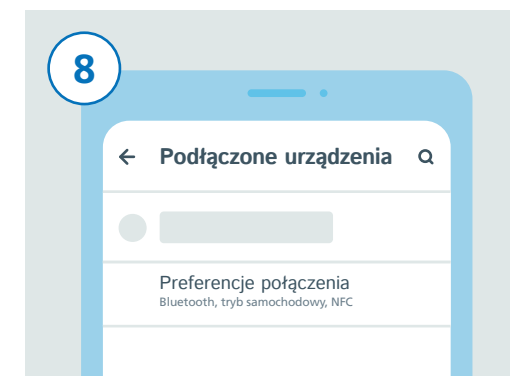 8
Podłączone urządzenia
Preferencje połączenia
Bluetooth, tryb samochodowy, NFC